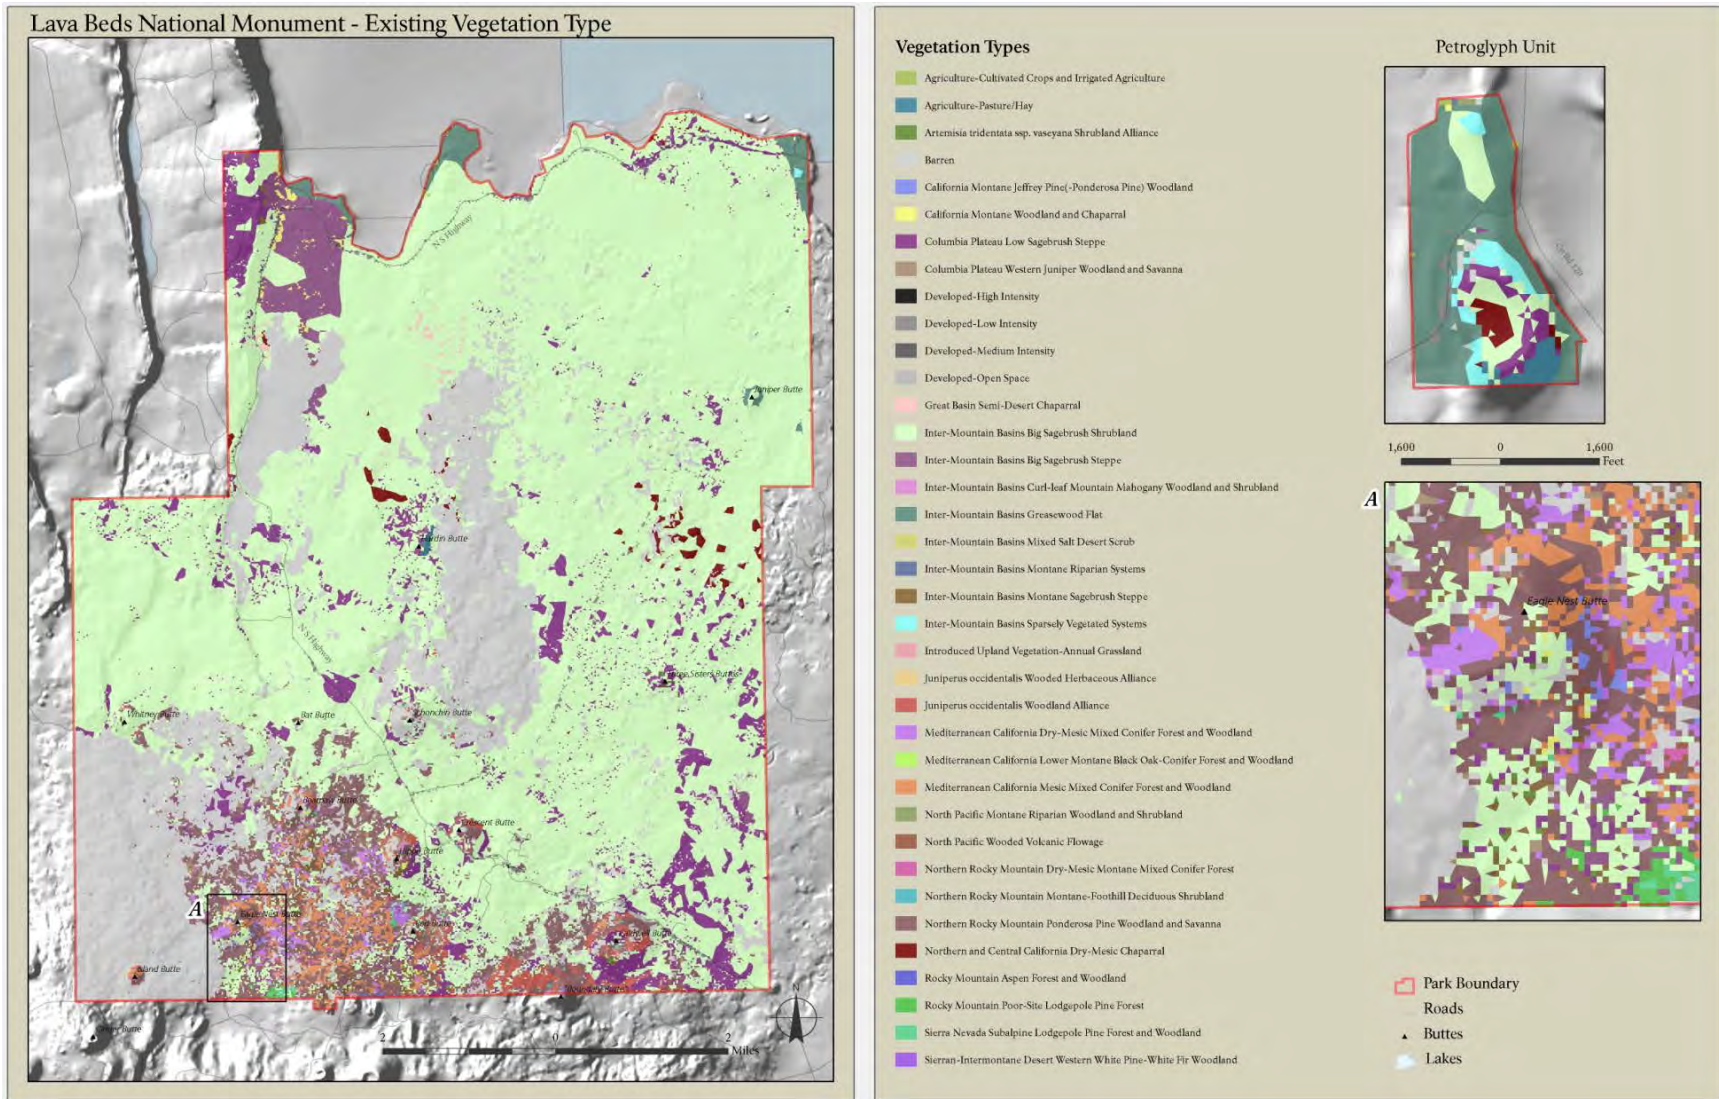 Lava Beds National Monument - Existing Vegetation Type
N S Highway
Juniper Butte
Hardin Butte
N S Highway
Three Sisters Buttes
Whitney Butte
Bat Butte
Schonchin Butte
Crescent Butte
Hippo Butte
A
Eagle Nest Butte
Caldwell Butte
Island Butte
N
2 0 2
Miles
Vegetation Types
Agriculture-Cultivated Crops and Irrigated Agriculture
Agriculture-Pasture/Hay
Artemisia tridentata ssp. vaseyana Shrubland Alliance
Barren
California Montane Jeffrey Pine(-Ponderosa Pine) Woodland
California Montane Woodland and Chaparral
Columbia Plateau Low Sagebrush Steppe
Columbia Plateau Western Juniper Woodland and Savanna
Developed-High Intensity
Developed-Low Intensity
Developed-Medium Intensity
Developed-Open Space
Great Basin Semi-Desert Chaparral
Inter-Mountain Basins Big Sagebrush Shrubland
Inter-Mountain Basins Big Sagebrush Steppe
Inter-Mountain Basins Curl-leaf Mountain Mahogany Woodland and Shrubland
Inter-Mountain Basins Greasewood Flat
Inter-Mountain Basins Mixed Salt Desert Scrub
Inter-Mountain Basins Montane Riparian Systems
Inter-Mountain Basins Montane Sagebrush Steppe
Inter-Mountain Basins Sparsely Vegetated Systems
Introduced Upland Vegetation-Annual Grassland
Juniperus occidentalis Wooded Herbaceous Alliance
Juniperus occidentalis Woodland Alliance
Mediterranean California Dry-Mesic Mixed Conifer Forest and Woodland
Mediterranean California Lower Montane Black Oak-Conifer Forest and Woodland
Mediterranean California Mesic Mixed Conifer Forest and Woodland
North Pacific Montane Riparian Woodland and Shrubland
North Pacific Wooded Volcanic Flowage
Northern Rocky Mountain Dry-Mesic Montane Mixed Conifer Forest
Northern Rocky Mountain Montane-Foothill Deciduous Shrubland
Northern Rocky Mountain Ponderosa Pine Woodland and Savanna
Northern and Central California Dry-Mesic Chaparral
Rocky Mountain Aspen Forest and Woodland
Rocky Mountain Poor-Site Lodgepole Pine Forest
Sierra Nevada Subalpine Lodgepole Pine Forest and Woodland
Sierran-Intermontane Desert Western White Pine-White Fir Woodland
Petroglyph Unit
1,600 0 1,600
Feet
A
Eagle Nest Butte
Park Boundary
Roads
Buttes
Lakes